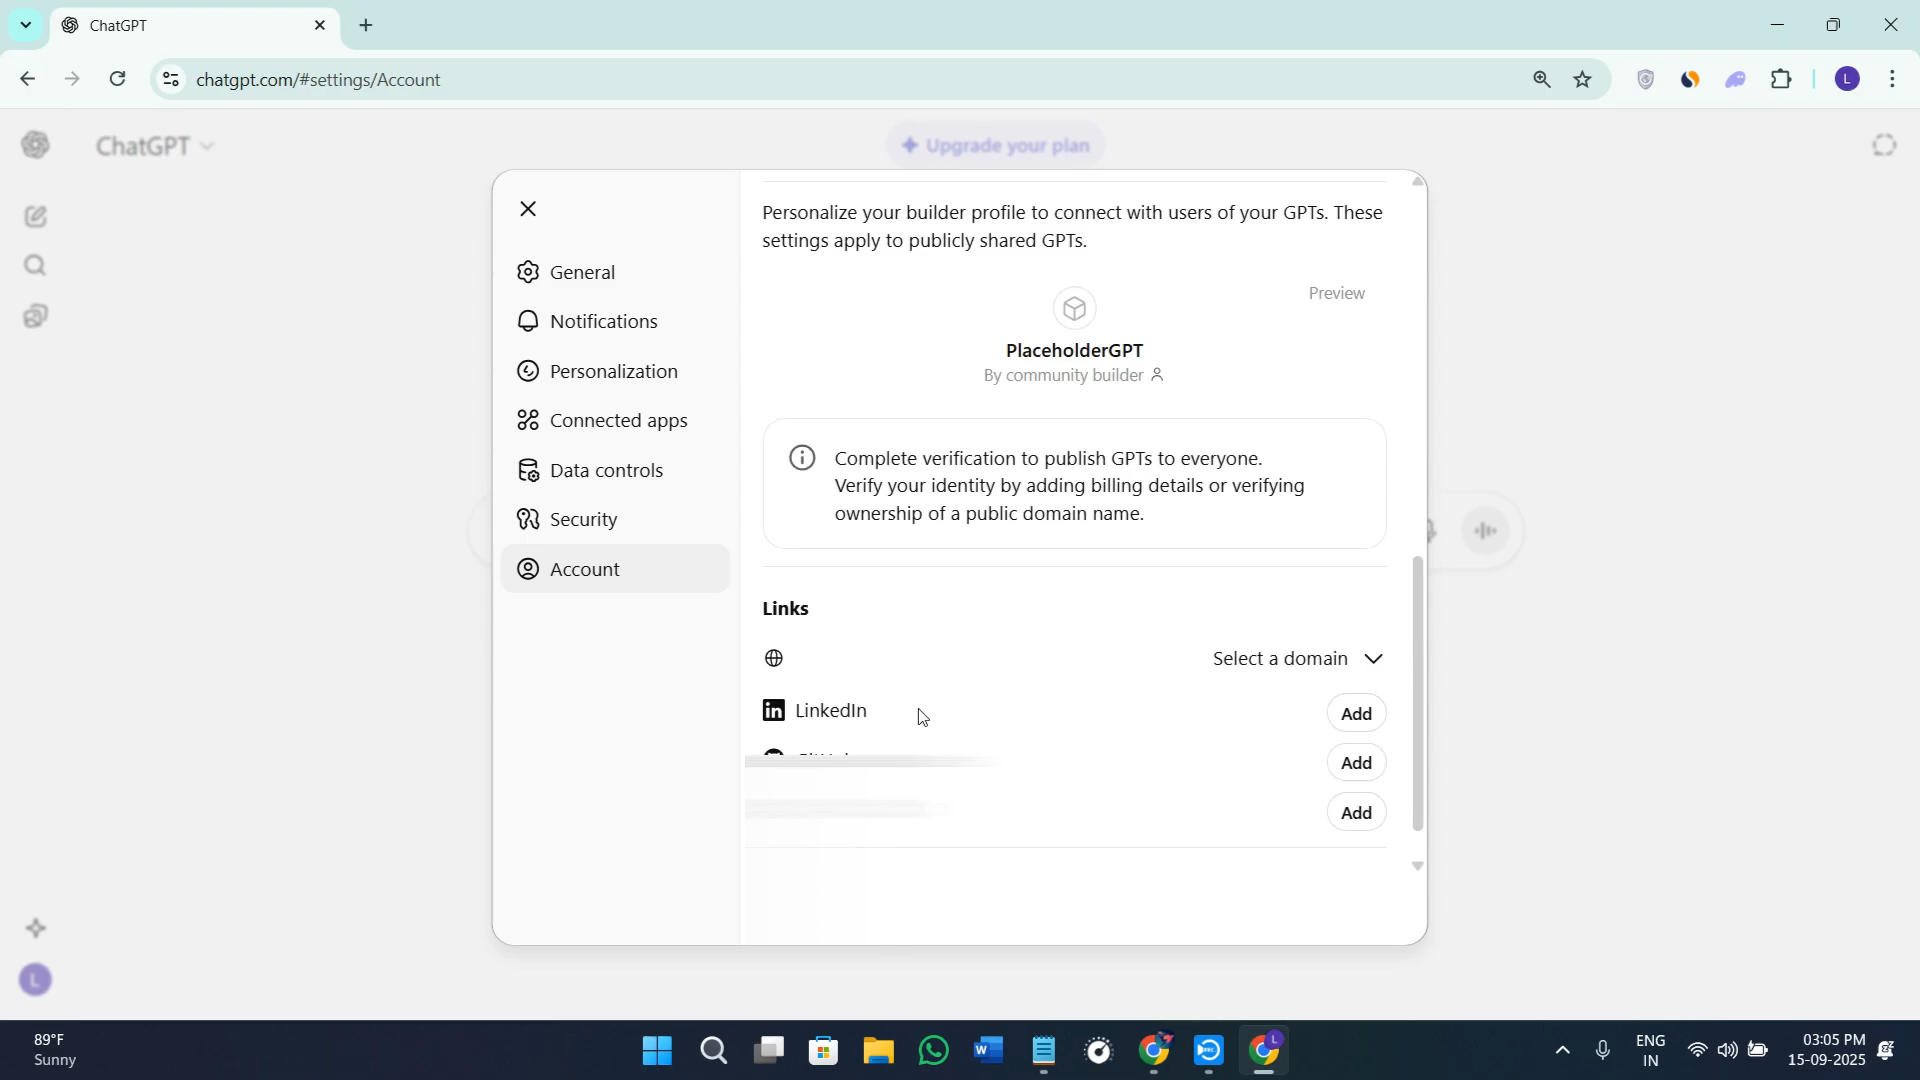 ChatGPT
chatgpt.com/#settings/Account
L
ChatGPT
Upgrade your plan
Personalize your builder profile to connect with users of your GPTs. These
settings apply to publicly shared GPTs.
General
Notifications
Personalization
Connected apps
Data controls
Security
Account
Preview
PlaceholderGPT
By community builder
Complete verification to publish GPTs to everyone.
Verify your identity by adding billing details or verifying
ownership of a public domain name.
Links
Select a domain
in LinkedIn
Add
Add
Add
L
89°F
Sunny
W
REC
L
ENG
IN
03:05 PM
15-09-2025